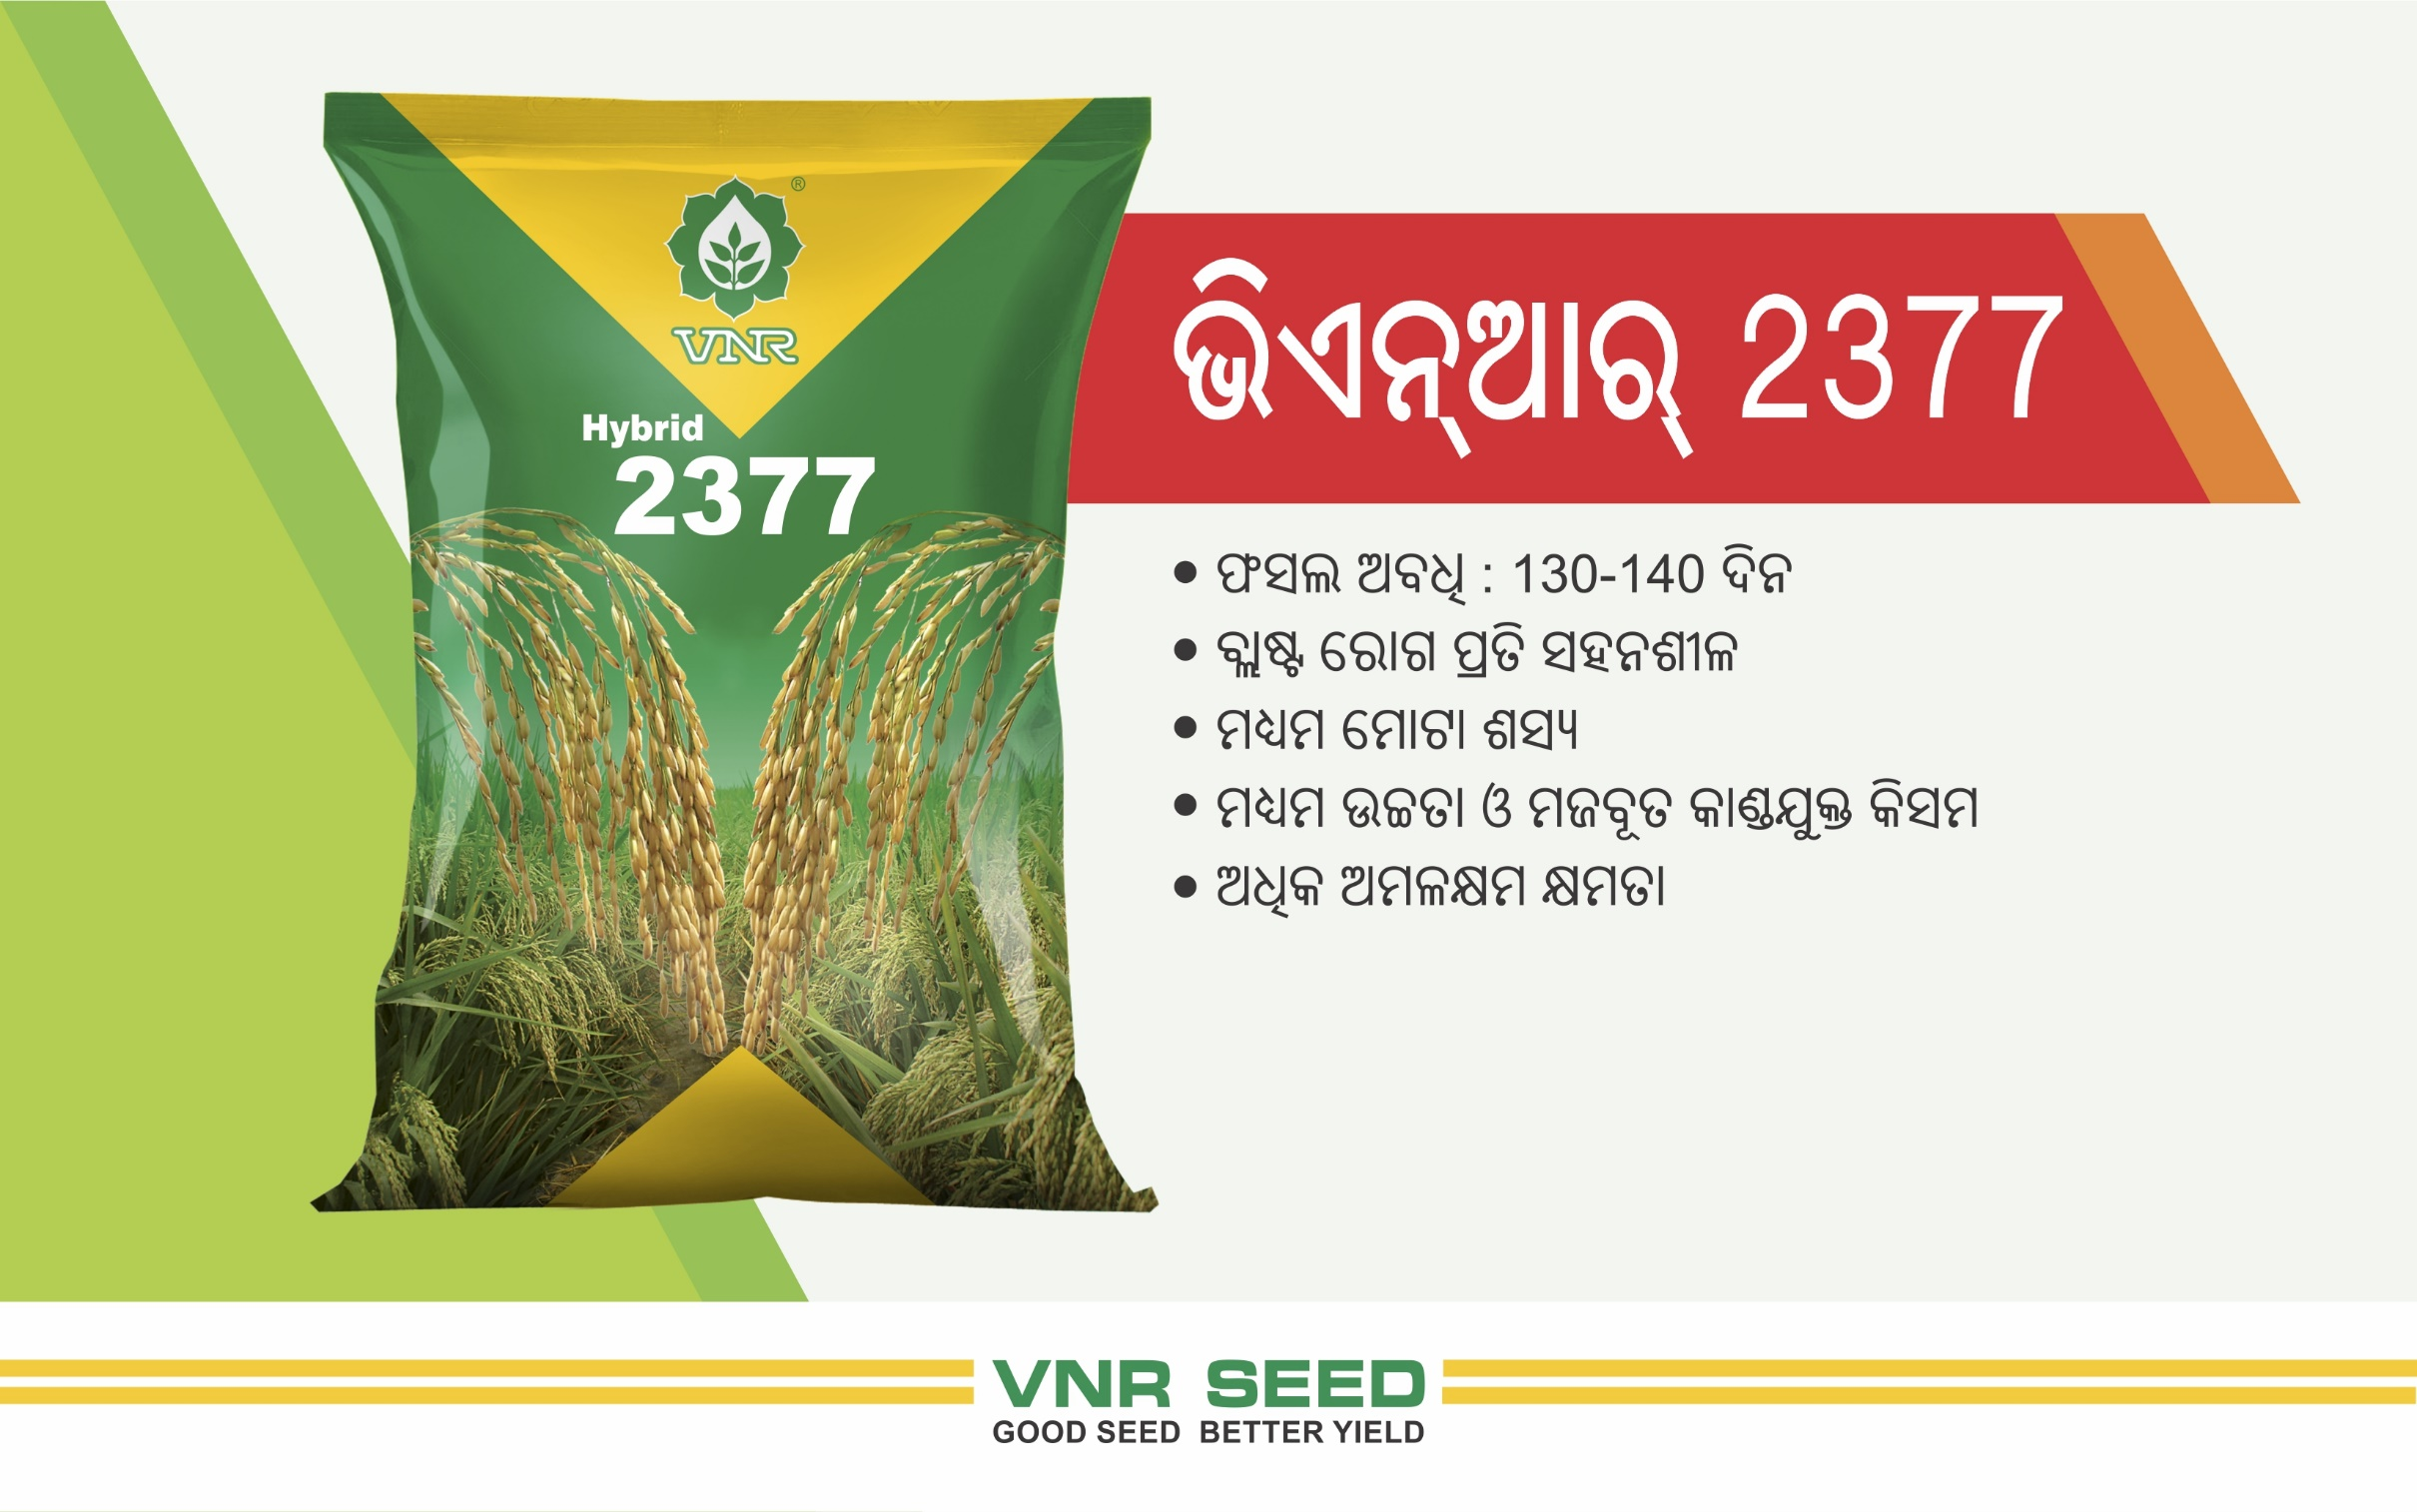 ®
VNR
Hybrid
2377
ଭିଏନ୍ଆର୍ 2377
• ଫସଲ ଅବଧି : 130-140 ଦିନ
• ବ୍ଲାଷ୍ଟ ରୋଗ ପ୍ରତି ସହନଶୀଳ
• ମଧ୍ୟମ ମୋଟା ଶସ୍ୟ
• ମଧ୍ୟମ ଉଚ୍ଚତା ଓ ମଜବୂତ କାଣ୍ଡଯୁକ୍ତ କିସମ
• ଅଧିକ ଅମଳକ୍ଷମ କ୍ଷମତା
VNR SEED
GOOD SEED BETTER YIELD